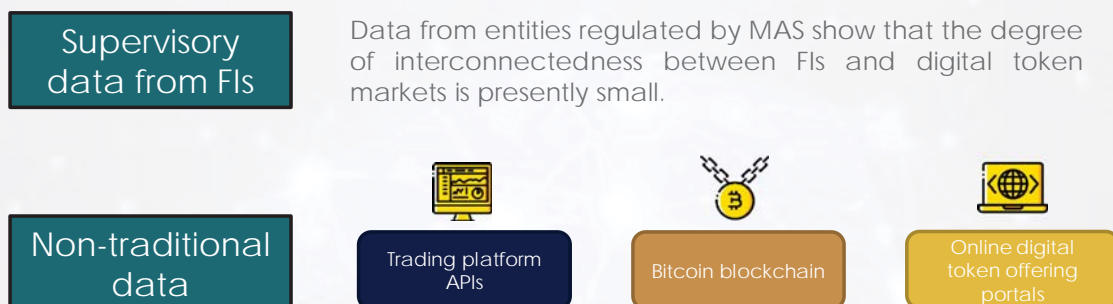 Supervisory
data from FIs
Data from entities regulated by MAS show that the degree
of interconnectedness between FIs and digital token
markets is presently small.
Non-traditional
data
Trading platform
APIs
Bitcoin blockchain
Online digital
token offering
portals